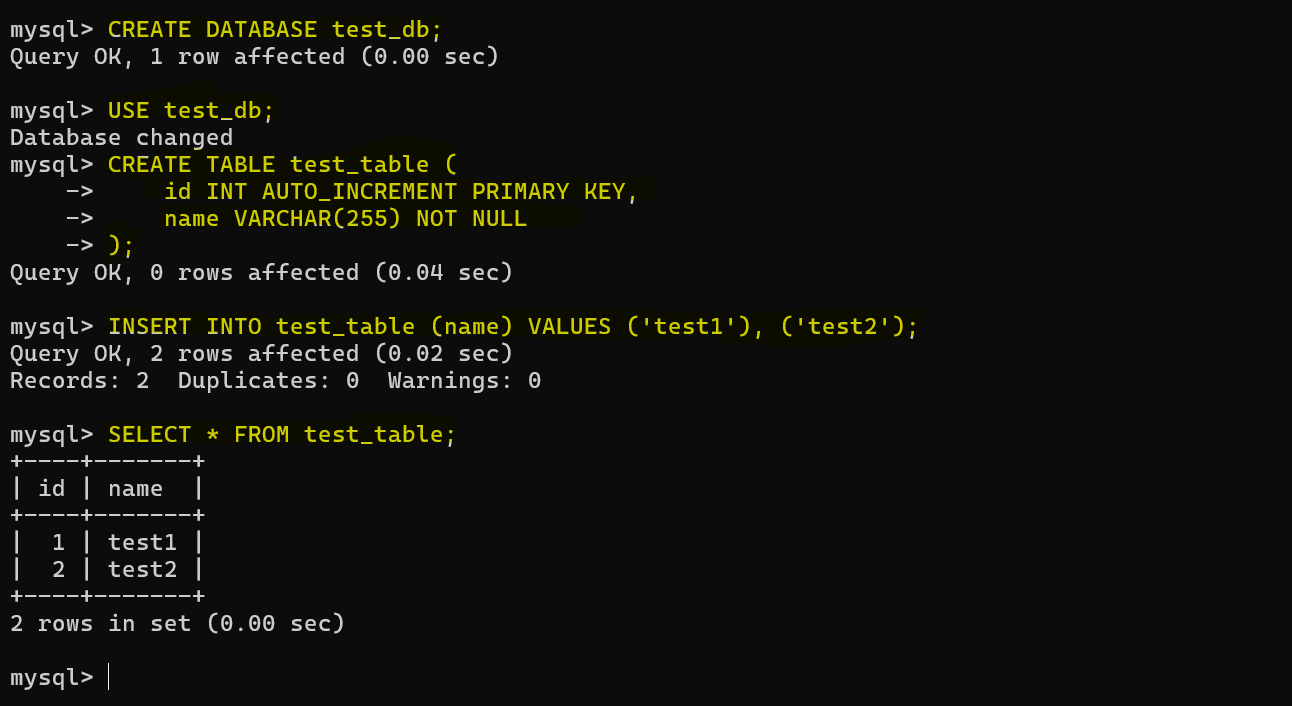 mysql> CREATE DATABASE test_db;
Query OK, 1 row affected (0.00 sec)
mysql> USE test_db;
Database changed
mysql> CREATE TABLE test_table (
    ->     id INT AUTO_INCREMENT PRIMARY KEY,
    ->     name VARCHAR(255) NOT NULL
    -> );
Query OK, 0 rows affected (0.04 sec)
mysql> INSERT INTO test_table (name) VALUES ('test1'), ('test2');
Query OK, 2 rows affected (0.02 sec)
Records: 2  Duplicates: 0  Warnings: 0
mysql> SELECT * FROM test_table;
+----+-------+
| id | name  |
+----+-------+
|  1 | test1 |
|  2 | test2 |
+----+-------+
2 rows in set (0.00 sec)
mysql>